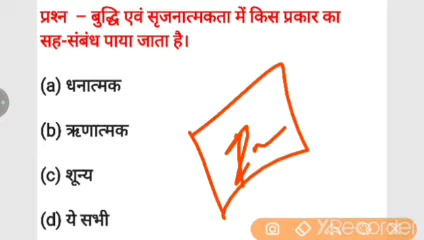 प्रश्न – बुद्धि एवं सृजनात्मकता में किस प्रकार का
सह-संबंध पाया जाता है।
(a) धनात्मक
(b) ऋणात्मक
(c) शून्य
(d) ये सभी
XRecorder